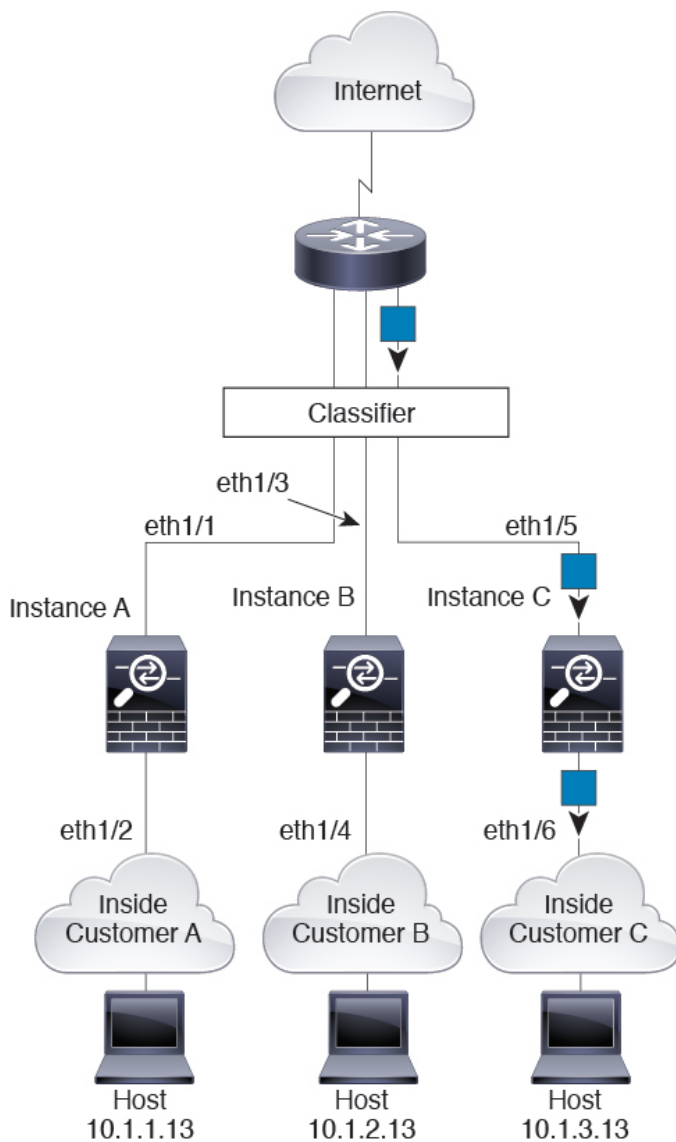 Internet
Classifier
eth1/3
eth1/1
eth1/5
Instance A
Instance B
Instance C
eth1/2
eth1/4
eth1/6
Inside
Customer A
Inside
Customer B
Inside
Customer C
Host
10.1.1.13
Host
10.1.2.13
Host
10.1.3.13